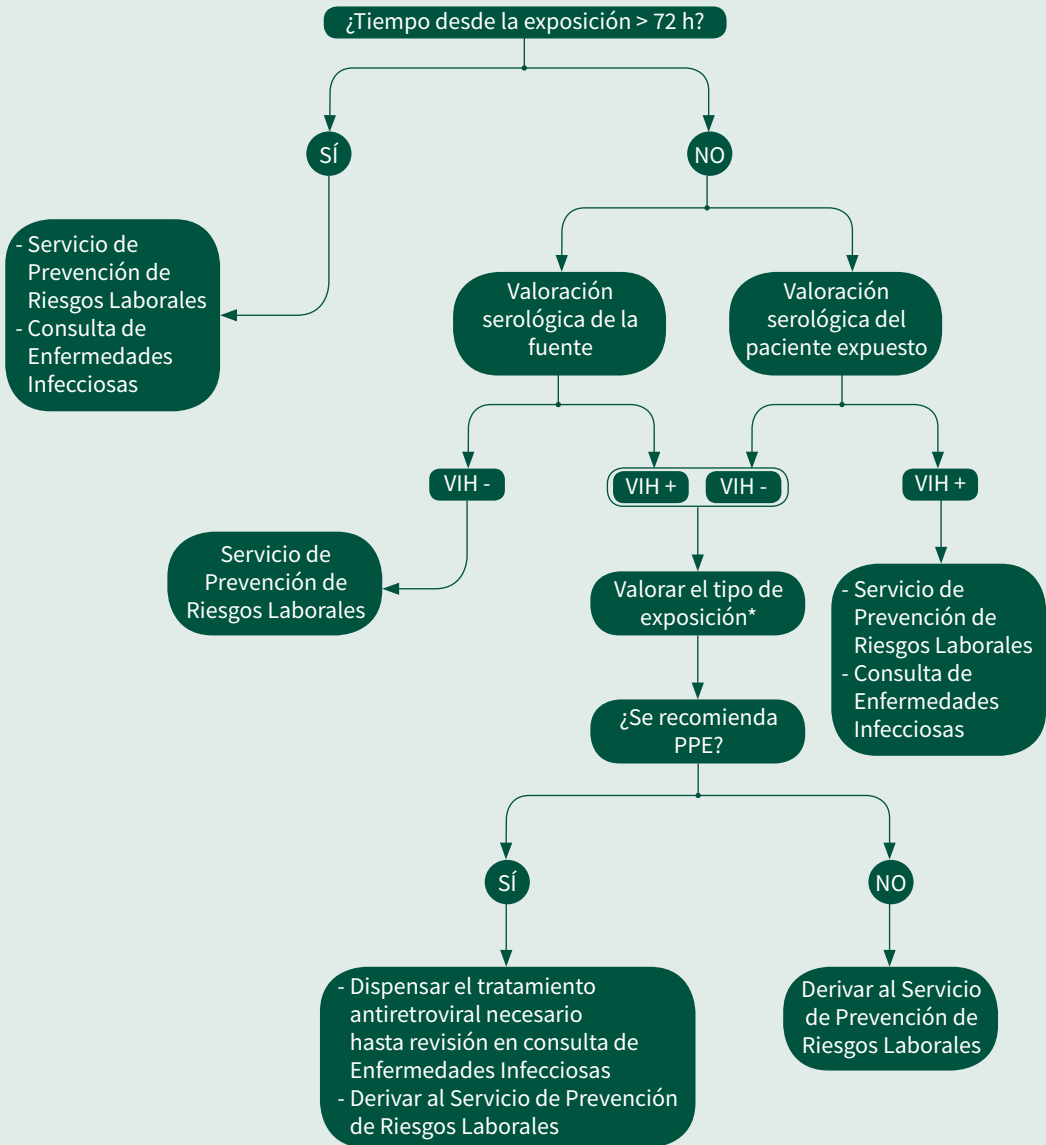 ¿Tiempo desde la exposición > 72 h?
SÍ
NO
- Servicio de
Prevención de
Riesgos Laborales
- Consulta de
Enfermedades
Infecciosas
Valoración
serológica de la
fuente
Valoración
serológica del
paciente expuesto
VIH -
VIH +
VIH -
VIH +
Servicio de
Prevención de
Riesgos Laborales
Valorar el tipo de
exposición*
- Servicio de
Prevención de
Riesgos Laborales
- Consulta de
Enfermedades
Infecciosas
¿Se recomienda
PPE?
SÍ
NO
- Dispensar el tratamiento
antiretroviral necesario
hasta revisión en consulta de
Enfermedades Infecciosas
- Derivar al Servicio de Prevención
de Riesgos Laborales
Derivar al Servicio
de Prevención de
Riesgos Laborales